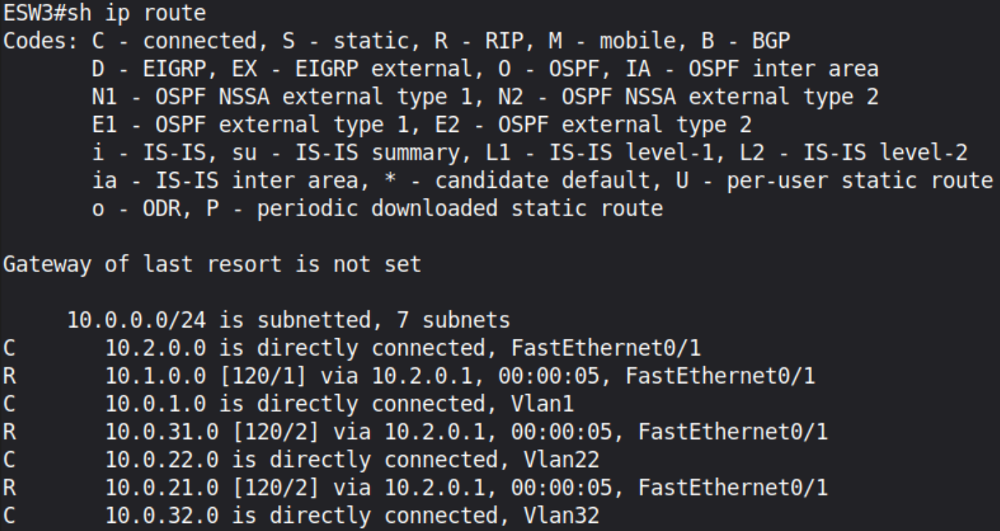 ESW3#sh ip route
Codes: C - connected, S - static, R - RIP, M - mobile, B - BGP
D - EIGRP, EX - EIGRP external, O - OSPF, IA - OSPF inter area
N1 - OSPF NSSA external type 1, N2 - OSPF NSSA external type 2
E1 - OSPF external type 1, E2 - OSPF external type 2
i - IS-IS, su - IS-IS summary, L1 - IS-IS level-1, L2 - IS-IS level-2
ia - IS-IS inter area, * - candidate default, U - per-user static route
o - ODR, P - periodic downloaded static route
Gateway of last resort is not set
10.0.0.0/24 is subnetted, 7 subnets
C 10.2.0.0 is directly connected, FastEthernet0/1
R 10.1.0.0 [120/1] via 10.2.0.1, 00:00:05, FastEthernet0/1
C 10.0.1.0 is directly connected, Vlan1
R 10.0.31.0 [120/2] via 10.2.0.1, 00:00:05, FastEthernet0/1
C 10.0.22.0 is directly connected, Vlan22
R 10.0.21.0 [120/2] via 10.2.0.1, 00:00:05, FastEthernet0/1
C 10.0.32.0 is directly connected, Vlan32